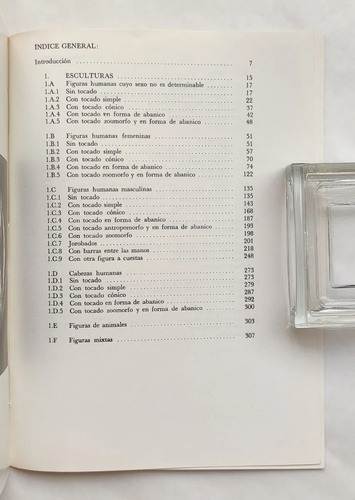 INDICE GENERAL:
Introducción 7
1. ESCULTURAS 15
1.A Figuras humanas cuyo sexo no es determinable 17
1.A.1 Sin tocado 17
1.A.2 Con tocado simple 22
1.A.3 Con tocado cónico 37
1.A.4 Con tocado en forma de abanico 42
1.A.5 Con tocado zoomorfo y en forma de abanico 48
1.B Figuras humanas femeninas 51
1.B.1 Sin tocado 51
1.B.2 Con tocado simple 57
1.B.3 Con tocado cónico 70
1.B.4 Con tocado en forma de abanico 74
1.B.5 Con tocado zoomorfo y en forma de abanico 122
1.C Figuras humanas masculinas 135
1.C.1 Sin tocado 135
1.C.2 Con tocado simple 143
1.C.3 Con tocado cónico 168
1.C.4 Con tocado en forma de abanico 187
1.C.5 Con tocado antropomorfo y en forma de abanico 193
1.C.6 Con tocado zoomorfo 198
1.C.7 Jorobados 201
1.C.8 Con barras entre las manos 218
1.C.9 Con otra figura a cuestas 248
1.D Cabezas humanas 273
1.D.1 Sin tocado 273
1.D.2 Con tocado simple 279
1.D.3 Con tocado cónico 287
1.D.4 Con tocado en forma de abanico 292
1.D.5 Con tocado zoomorfo y en forma de abanico 300
1.E Figuras de animales 303
1.F Figuras mixtas 307